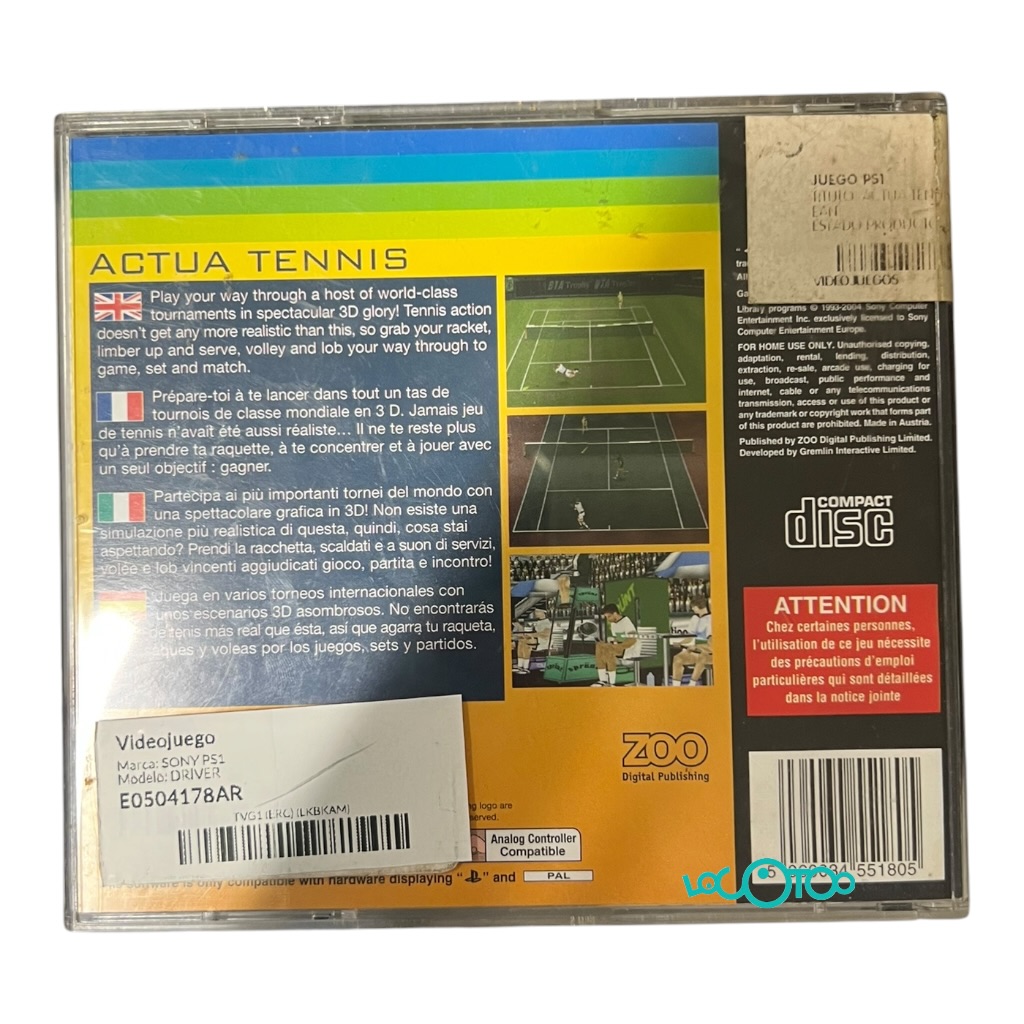 JUEGO PS1
TITULO: ACTUA TEN
EAN
ESTADO PRODUCTO
VIDEOJUEGOS
ACTUA TENNIS
Play your way through a host of world-class
tournaments in spectacular 3D glory! Tennis action
doesn't get any more realistic than this, so grab your racket,
limber up and serve, volley and lob your way through to
game, set and match.
Prépare-toi à te lancer dans tout un tas de
tournois de classe mondiale en 3 D. Jamais jeu
de tennis n'avait été aussi réaliste... Il ne te reste plus
qu'à prendre ta raquette, à te concentrer et à jouer avec
un seul objectif : gagner.
Partecipa ai più importanti tornei del mondo con
una spettacolare grafica in 3D! Non esiste una
simulazione più realistica di questa, quindi, cosa stai
aspettando? Prendi la racchetta, scaldati e a suon di servizi,
volée e lob vincenti aggiudicati gioco, partita e incontro!
Juega en varios torneos internacionales con
unos escenarios 3D asombrosos. No encontrarás
de tenis más real que ésta, así que agarra tu raqueta,
aques y voleas por los juegos, sets y partidos.
Library programs © 1993-2004 Sony Computer
Entertainment Inc. exclusively licensed to Sony
Computer Entertainment Europe.
FOR HOME USE ONLY. Unauthorised copying,
adaptation, rental, lending, distribution,
extraction, re-sale, arcade use, charging for
use, broadcast, public performance and
internet, cable or any telecommunications
transmission, access or use of this product or
any trademark or copyright work that forms part
of this product are prohibited. Made in Austria.
Published by ZOO Digital Publishing Limited.
Developed by Gremlin Interactive Limited.
COMPACT
disc
ATTENTION
Chez certaines personnes,
l'utilisation de ce jeu nécessite
des précautions d'emploi
particulières qui sont détaillées
dans la notice jointe
Videojuego
Marca: SONY PS1
Modelo: DRIVER
E0504178AR
TVG1 (ERC) (LKBKAM)
ZOO
Digital Publishing
ng logo are
served.
Analog Controller
Compatible
software is only compatible with hardware displaying " " and PAL
551805
LOCOTOO